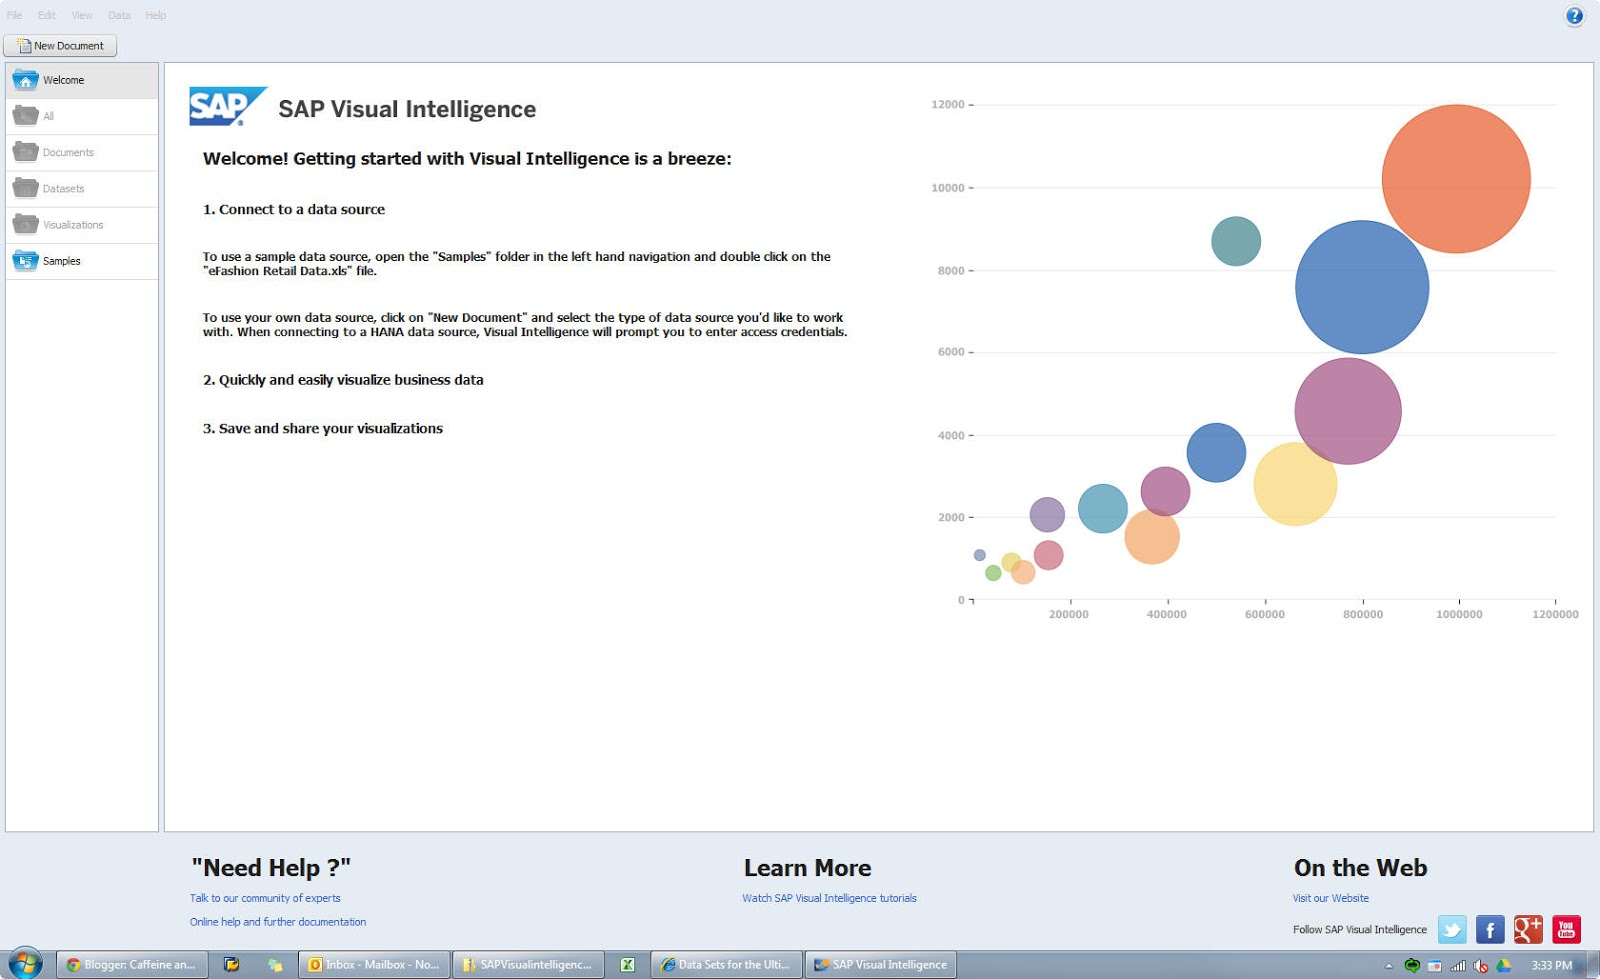 File Edit View Data Help
?
New Document
Welcome
All
Documents
Datasets
Visualizations
Samples
SAP
SAP Visual Intelligence
Welcome! Getting started with Visual Intelligence is a breeze:
1. Connect to a data source
To use a sample data source, open the "Samples" folder in the left hand navigation and double click on the
"eFashion Retail Data.xls" file.
To use your own data source, click on "New Document" and select the type of data source you'd like to work
with. When connecting to a HANA data source, Visual Intelligence will prompt you to enter access credentials.
2. Quickly and easily visualize business data
3. Save and share your visualizations
12000
10000
8000
6000
4000
2000
0
200000 400000 600000 800000 1000000 1200000
"Need Help ?"
Talk to our community of experts
Online help and further documentation
Learn More
Watch SAP Visual Intelligence tutorials
On the Web
Visit our Website
Follow SAP Visual Intelligence
f
g+
You Tube
Blogger: Caffeine an...
Inbox - Mailbox - No...
SAPVisualintelligenc...
Data Sets for the Ulti...
SAP Visual Intelligence
3:33 PM